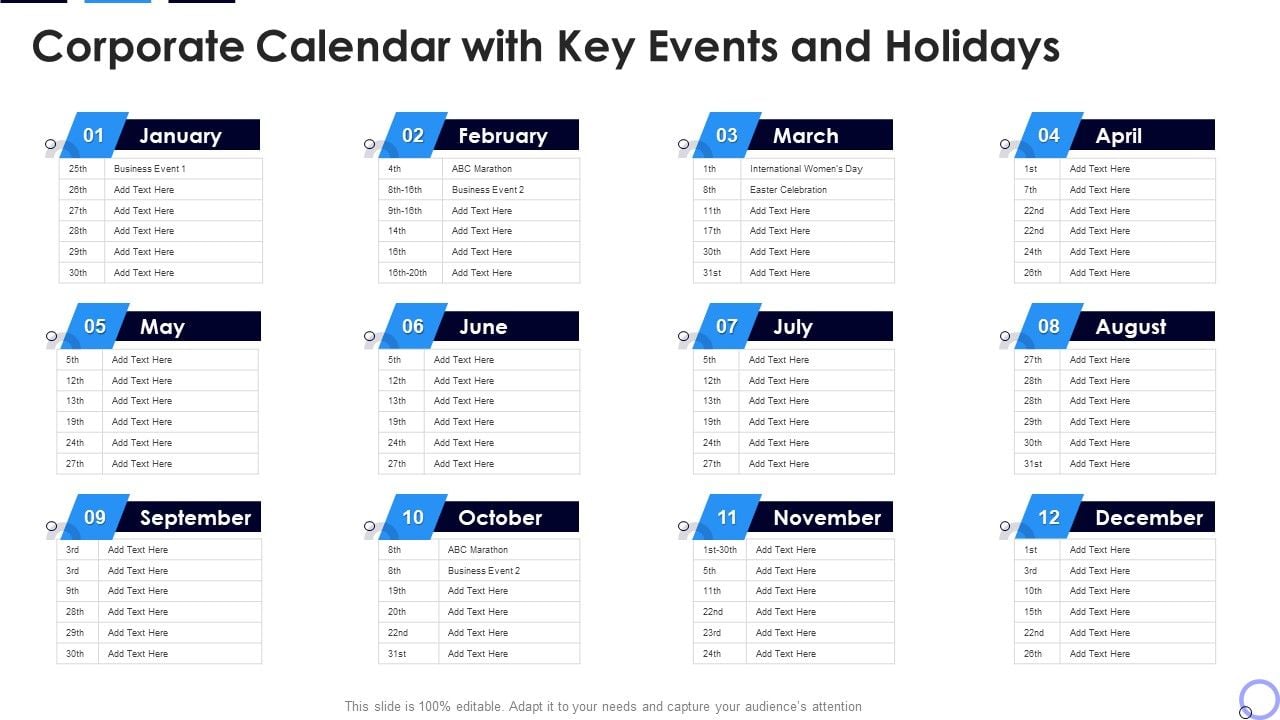 Corporate Calendar with Key Events and Holidays
01 January
25th Business Event 1
26th Add Text Here
27th Add Text Here
28th Add Text Here
29th Add Text Here
30th Add Text Here
02 February
4th ABC Marathon
8th-16th Business Event 2
9th-16th Add Text Here
14th Add Text Here
16th Add Text Here
16th-20th Add Text Here
03 March
1th International Women's Day
8th Easter Celebration
11th Add Text Here
17th Add Text Here
30th Add Text Here
31st Add Text Here
04 April
1st Add Text Here
7th Add Text Here
22nd Add Text Here
22nd Add Text Here
24th Add Text Here
26th Add Text Here
05 May
5th Add Text Here
12th Add Text Here
13th Add Text Here
19th Add Text Here
24th Add Text Here
27th Add Text Here
06 June
5th Add Text Here
12th Add Text Here
13th Add Text Here
19th Add Text Here
24th Add Text Here
27th Add Text Here
07 July
5th Add Text Here
12th Add Text Here
13th Add Text Here
19th Add Text Here
24th Add Text Here
27th Add Text Here
08 August
27th Add Text Here
28th Add Text Here
28th Add Text Here
29th Add Text Here
30th Add Text Here
31st Add Text Here
09 September
3rd Add Text Here
3rd Add Text Here
9th Add Text Here
28th Add Text Here
29th Add Text Here
30th Add Text Here
10 October
8th ABC Marathon
8th Business Event 2
19th Add Text Here
20th Add Text Here
22nd Add Text Here
31st Add Text Here
11 November
1st-30th Add Text Here
5th Add Text Here
11th Add Text Here
22nd Add Text Here
23rd Add Text Here
24th Add Text Here
12 December
1st Add Text Here
3rd Add Text Here
10th Add Text Here
15th Add Text Here
22nd Add Text Here
26th Add Text Here
This slide is 100% editable. Adapt it to your needs and capture your audience's attention